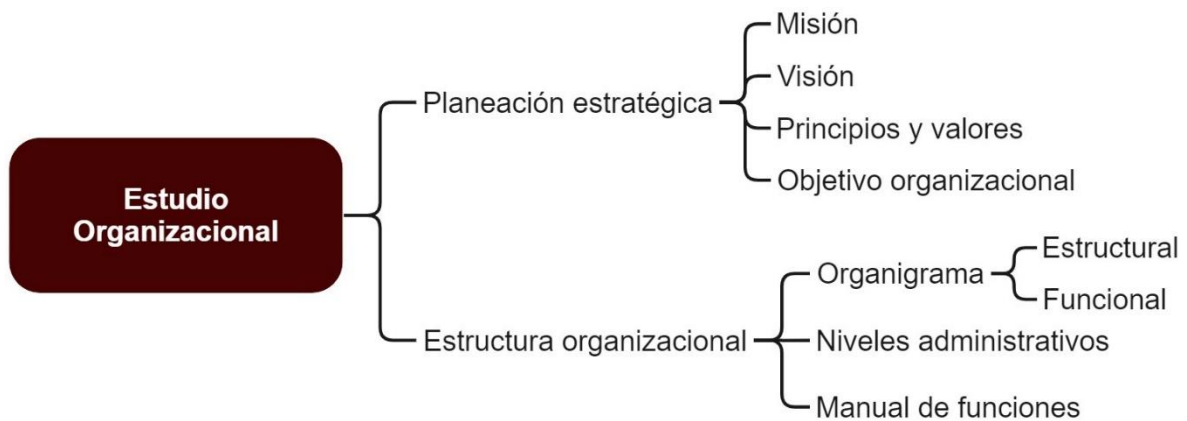 Estudio
Organizacional
Planeación estratégica
Misión
Visión
Principios y valores
Objetivo organizacional
Estructura organizacional
Organigrama
Estructural
Funcional
Niveles administrativos
Manual de funciones